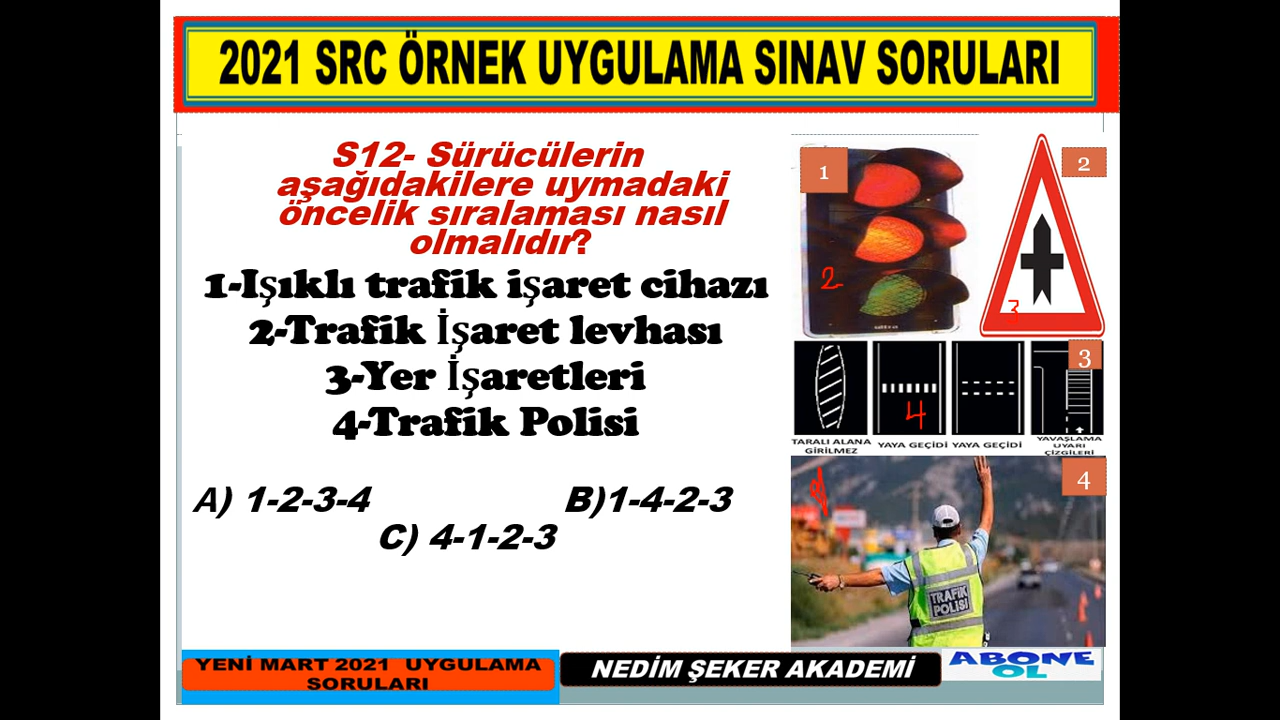 2021 SRC ÖRNEK UYGULAMA SINAV SORULARI
S12- Sürücülerin
aşağıdakilere uymadaki
öncelik sıralaması nasıl
olmalıdır?
1-Işıklı trafik işaret cihazı
2-Trafik İşaret levhası
3-Yer İşaretleri
4-Trafik Polisi
A) 1-2-3-4
B)1-4-2-3
C) 4-1-2-3
1
2
2
3
3
4
TARALI ALANA
GİRİLMEZ
YAYA GEÇİDİ
YAYA GEÇİDİ
YAVAŞLAMA
UYARI
ÇİZGİLERİ
4
TRAFİK
POLİSİ
YENİ MART 2021 UYGULAMA
SORULARI
NEDİM ŞEKER AKADEMİ
ABONE
OL